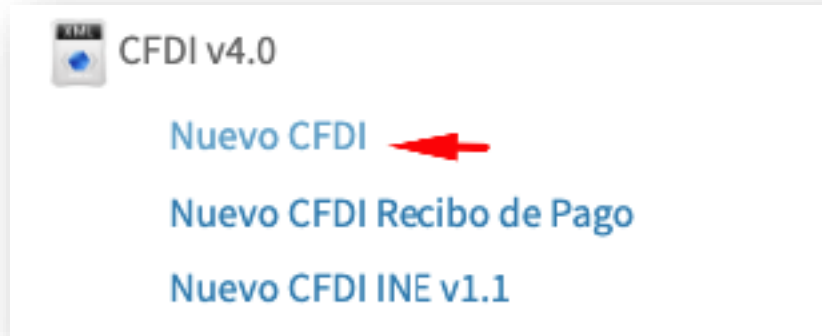 XML
CFDI v4.0
Nuevo CFDI
Nuevo CFDI Recibo de Pago
Nuevo CFDI INE v1.1